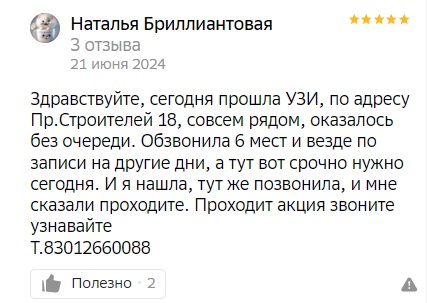 Наталья Бриллиантовая
3 отзыва
21 июня 2024
Здравствуйте, сегодня прошла УЗИ, по адресу
Пр.Строителей 18, совсем рядом, оказалось
без очереди. Обзвонила 6 мест и везде по
записи на другие дни, а тут вот срочно нужно
сегодня. И я нашла, тут же позвонила, и мне
сказали проходите. Проходит акция звоните
узнавайте
Т.83012660088
Полезно · 2